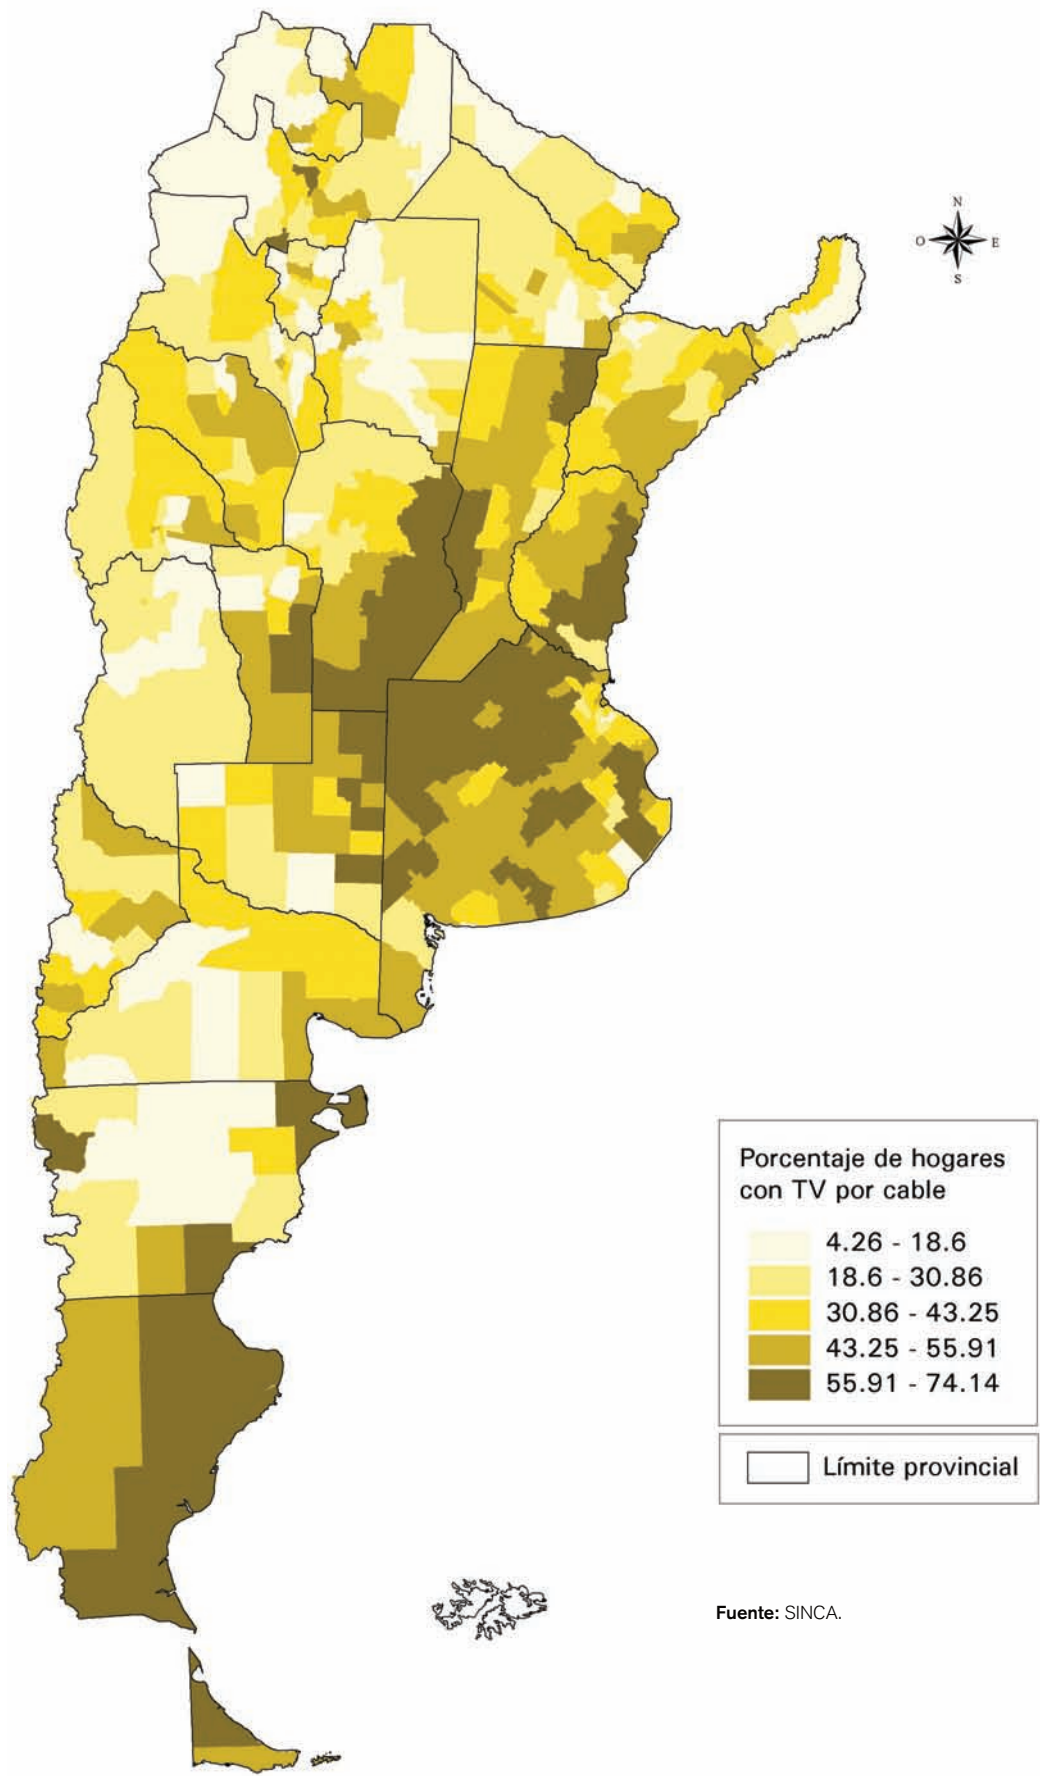 N
O E
S
Porcentaje de hogares
con TV por cable
4.26 - 18.6
18.6 - 30.86
30.86 - 43.25
43.25 - 55.91
55.91 - 74.14
Límite provincial
Fuente: SINCA.